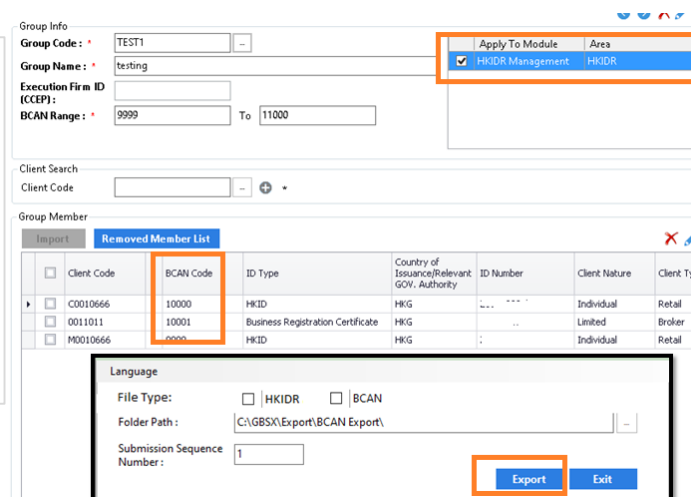 Group Info
Group Code : * TEST1 ...
Group Name : * testing
Execution Firm ID
(CCEP) :
BCAN Range : * 9999 To 11000
Apply To Module Area
HKIDR Management HKIDR
Client Search
Client Code ... *
Group Member
Import Removed Member List
Client Code BCAN Code ID Type Country of Issuance/Relevant GOV. Authority ID Number Client Nature Client Ty
C0010666 10000 HKID HKG Individual Retail
0011011 10001 Business Registration Certificate HKG Limited Broker
M0010666 HKID HKG Individual Retail
Language
File Type: HKIDR BCAN
Folder Path : C:\GBSX\Export\BCAN Export\ ...
Submission Sequence
Number : 1
Export Exit